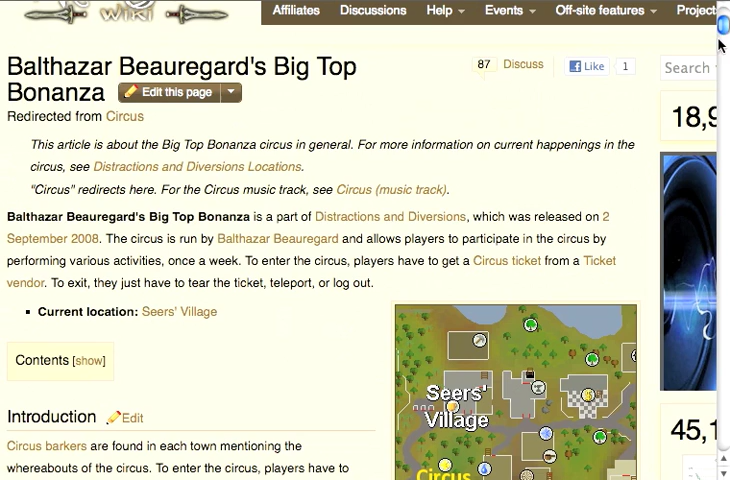 WIKI
Affiliates Discussions Help Events Off-site features Project
Balthazar Beauregard's Big Top
Bonanza Edit this page
87 Discuss Like 1
Search
Redirected from Circus
18,9
This article is about the Big Top Bonanza circus in general. For more information on current happenings in the
circus, see Distractions and Diversions Locations.
"Circus" redirects here. For the Circus music track, see Circus (music track).
Balthazar Beauregard's Big Top Bonanza is a part of Distractions and Diversions, which was released on 2
September 2008. The circus is run by Balthazar Beauregard and allows players to participate in the circus by
performing various activities, once a week. To enter the circus, players have to get a Circus ticket from a Ticket
vendor. To exit, they just have to tear the ticket, teleport, or log out.
Current location: Seers' Village
Contents [show]
Seers'
Village
Circus
Introduction Edit
45,1
Circus barkers are found in each town mentioning the
whereabouts of the circus. To enter the circus, players have to